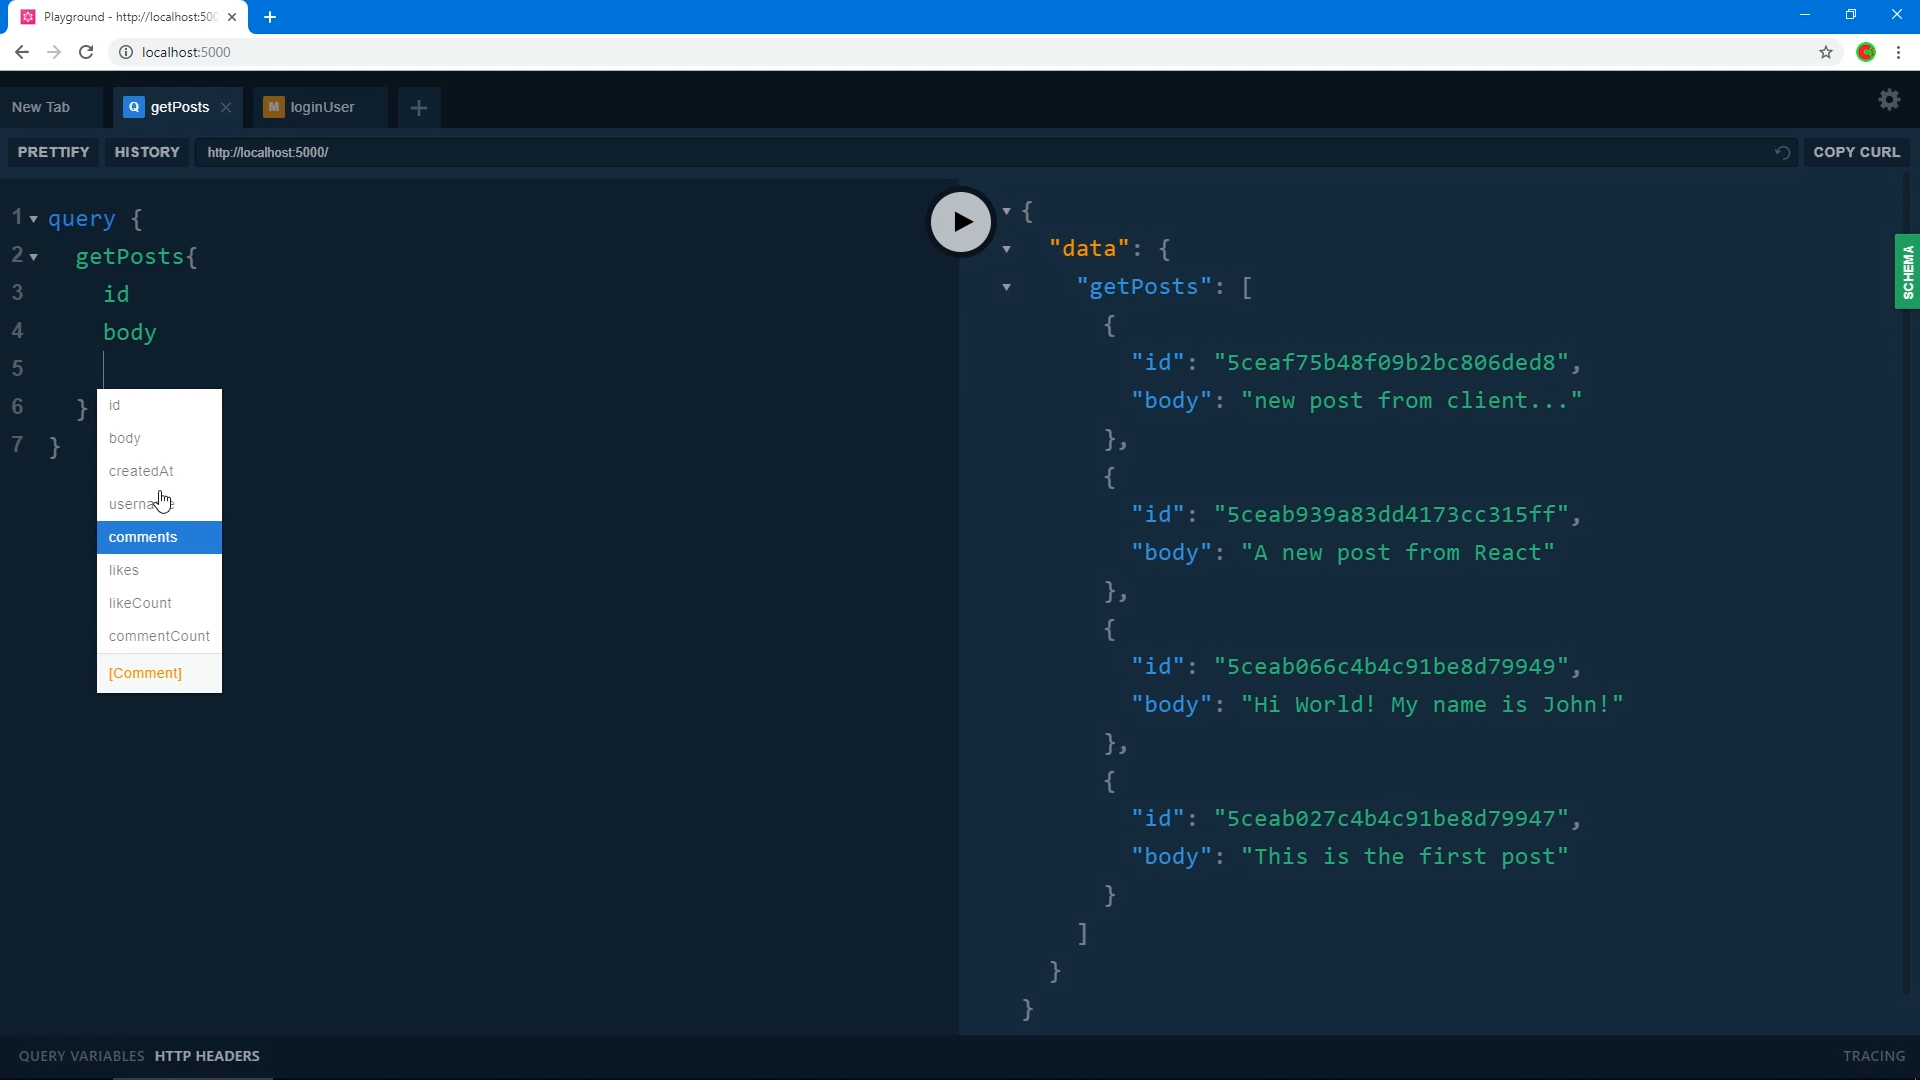 Playground - http://localhost:500
localhost:5000
New Tab
Q getPosts
M loginUser
PRETTIFY
HISTORY
http://localhost:5000/
COPY CURL
SCHEMA
1 query {
2 getPosts{
3 id
4 body
5
6 }
7 }
id
body
createdAt
comments
likes
likeCount
commentCount
[Comment]
{
"data": {
"getPosts": [
{
"id": "5ceaf75b48f09b2bc806ded8",
"body": "new post from client..."
},
{
"id": "5ceab939a83dd4173cc315ff",
"body": "A new post from React"
},
{
"id": "5ceab066c4b4c91be8d79949",
"body": "Hi World! My name is John!"
},
{
"id": "5ceab027c4b4c91be8d79947",
"body": "This is the first post"
}
]
}
}
QUERY VARIABLES
HTTP HEADERS
TRACING